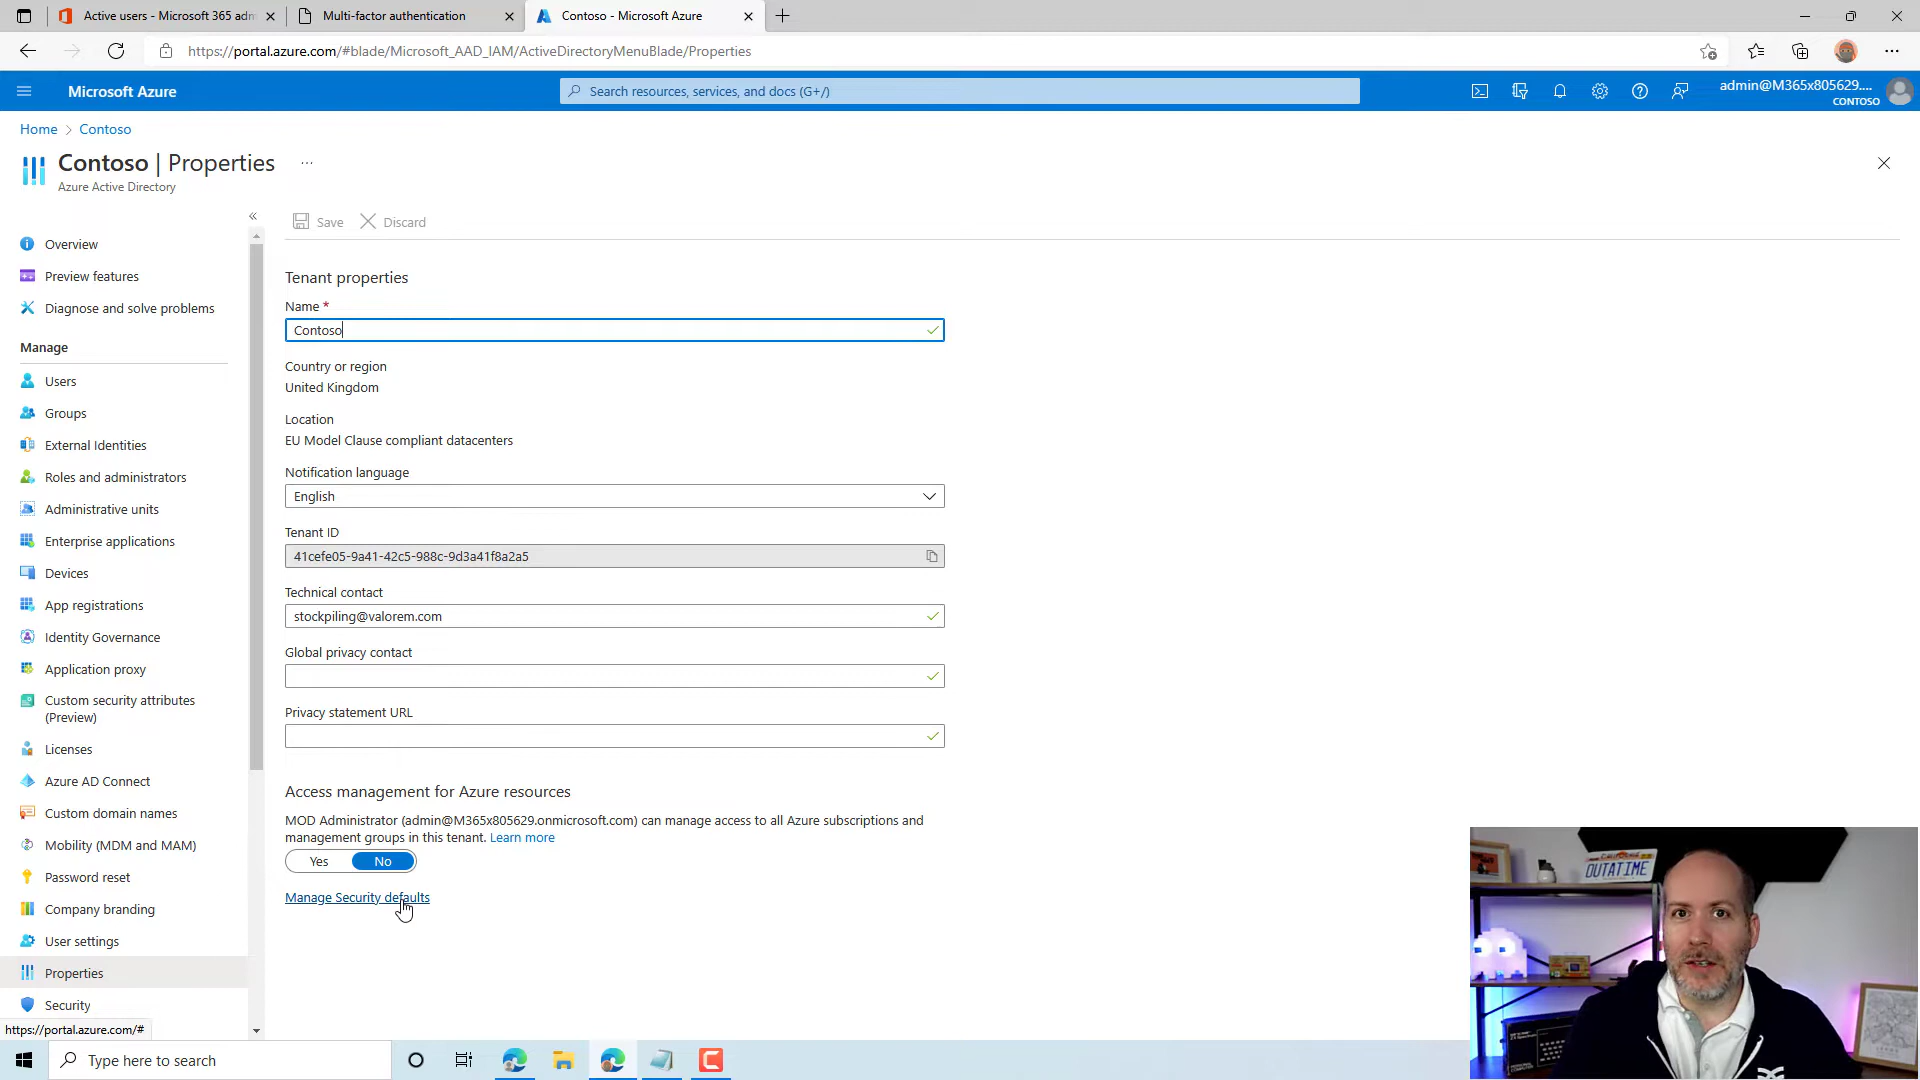 Active users - Microsoft 365 adm
Multi-factor authentication
Contoso - Microsoft Azure
https://portal.azure.com/#blade/Microsoft_AAD_IAM/ActiveDirectoryMenuBlade/Properties
Microsoft Azure
Search resources, services, and docs (G+/)
admin@M365x805629....
CONTOSO
Home > Contoso
Contoso | Properties
...
Azure Active Directory
Save
Discard
Overview
Preview features
Diagnose and solve problems
Manage
Users
Groups
External Identities
Roles and administrators
Administrative units
Enterprise applications
Devices
App registrations
Identity Governance
Application proxy
Custom security attributes
(Preview)
Licenses
Azure AD Connect
Custom domain names
Mobility (MDM and MAM)
Password reset
Company branding
User settings
Properties
Security
https://portal.azure.com/#
Tenant properties
Name *
Contoso
Country or region
United Kingdom
Location
EU Model Clause compliant datacenters
Notification language
English
Tenant ID
41cefe05-9a41-42c5-988c-9d3a41f8a2a5
Technical contact
stockpiling@valorem.com
Global privacy contact
Privacy statement URL
Access management for Azure resources
MOD Administrator (admin@M365x805629.onmicrosoft.com) can manage access to all Azure subscriptions and
management groups in this tenant. Learn more
Yes
No
Manage Security defaults
OUTATIME
Type here to search